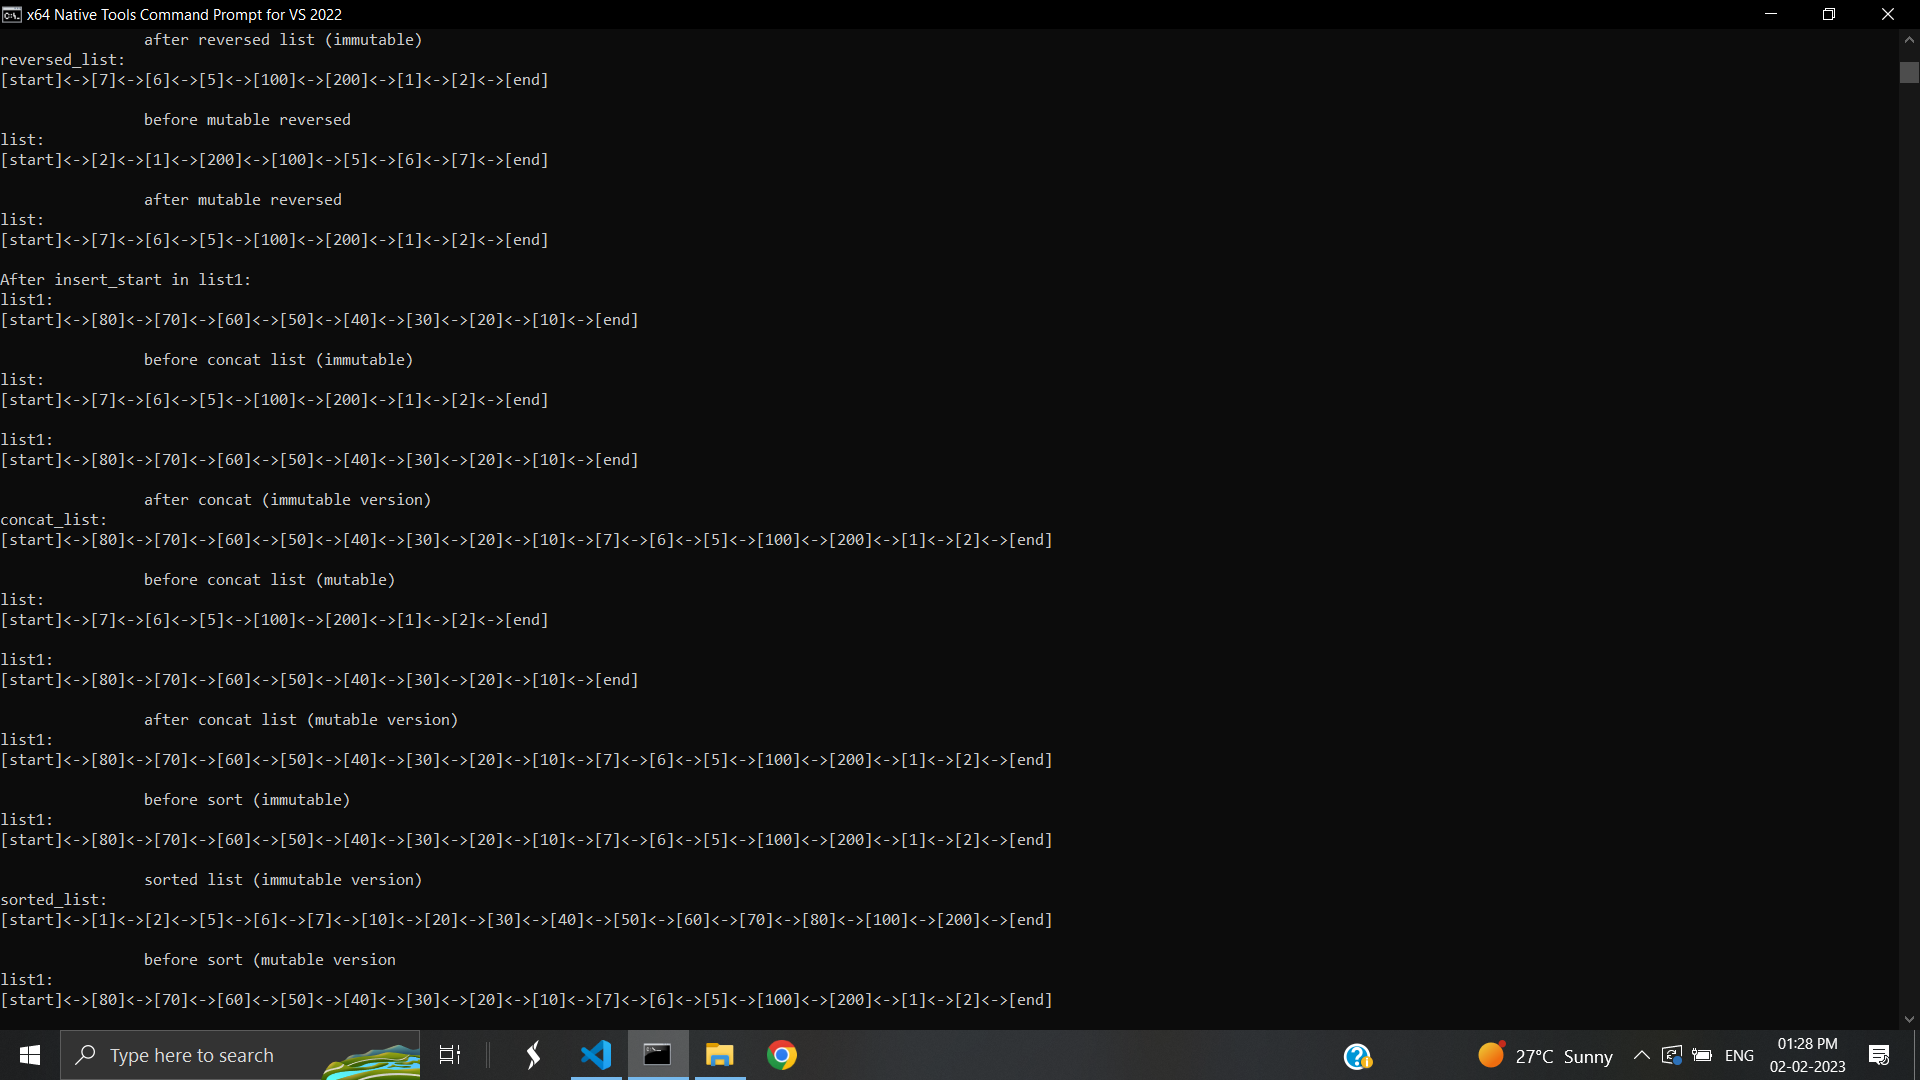 x64 Native Tools Command Prompt for VS 2022
after reversed list (immutable)
reversed_list:
[start]<->[7]<->[6]<->[5]<->[100]<->[200]<->[1]<->[2]<->[end]
before mutable reversed
list:
[start]<->[2]<->[1]<->[200]<->[100]<->[5]<->[6]<->[7]<->[end]
after mutable reversed
list:
[start]<->[7]<->[6]<->[5]<->[100]<->[200]<->[1]<->[2]<->[end]
After insert_start in list1:
list1:
[start]<->[80]<->[70]<->[60]<->[50]<->[40]<->[30]<->[20]<->[10]<->[end]
before concat list (immutable)
list:
[start]<->[7]<->[6]<->[5]<->[100]<->[200]<->[1]<->[2]<->[end]
list1:
[start]<->[80]<->[70]<->[60]<->[50]<->[40]<->[30]<->[20]<->[10]<->[end]
after concat (immutable version)
concat_list:
[start]<->[80]<->[70]<->[60]<->[50]<->[40]<->[30]<->[20]<->[10]<->[7]<->[6]<->[5]<->[100]<->[200]<->[1]<->[2]<->[end]
before concat list (mutable)
list:
[start]<->[7]<->[6]<->[5]<->[100]<->[200]<->[1]<->[2]<->[end]
list1:
[start]<->[80]<->[70]<->[60]<->[50]<->[40]<->[30]<->[20]<->[10]<->[end]
after concat list (mutable version)
list1:
[start]<->[80]<->[70]<->[60]<->[50]<->[40]<->[30]<->[20]<->[10]<->[7]<->[6]<->[5]<->[100]<->[200]<->[1]<->[2]<->[end]
before sort (immutable)
list1:
[start]<->[80]<->[70]<->[60]<->[50]<->[40]<->[30]<->[20]<->[10]<->[7]<->[6]<->[5]<->[100]<->[200]<->[1]<->[2]<->[end]
sorted list (immutable version)
sorted_list:
[start]<->[1]<->[2]<->[5]<->[6]<->[7]<->[10]<->[20]<->[30]<->[40]<->[50]<->[60]<->[70]<->[80]<->[100]<->[200]<->[end]
before sort (mutable version
list1:
[start]<->[80]<->[70]<->[60]<->[50]<->[40]<->[30]<->[20]<->[10]<->[7]<->[6]<->[5]<->[100]<->[200]<->[1]<->[2]<->[end]
Type here to search
27°C Sunny
ENG
01:28 PM
02-02-2023